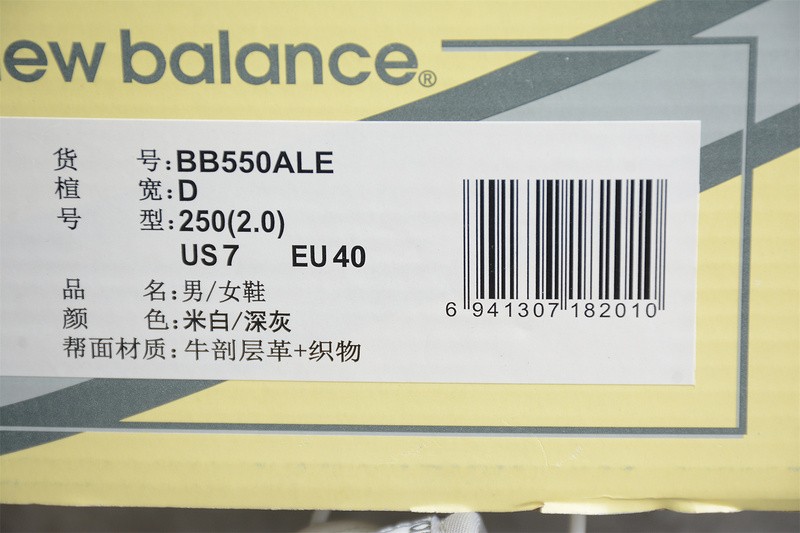 new balance®
货 号:BB550ALE
楦 宽:D
号 型:250(2.0)
US 7 EU 40
品 名:男/女鞋
颜 色:米白/深灰
帮面材质:牛剖层革+织物
6 941307 182010